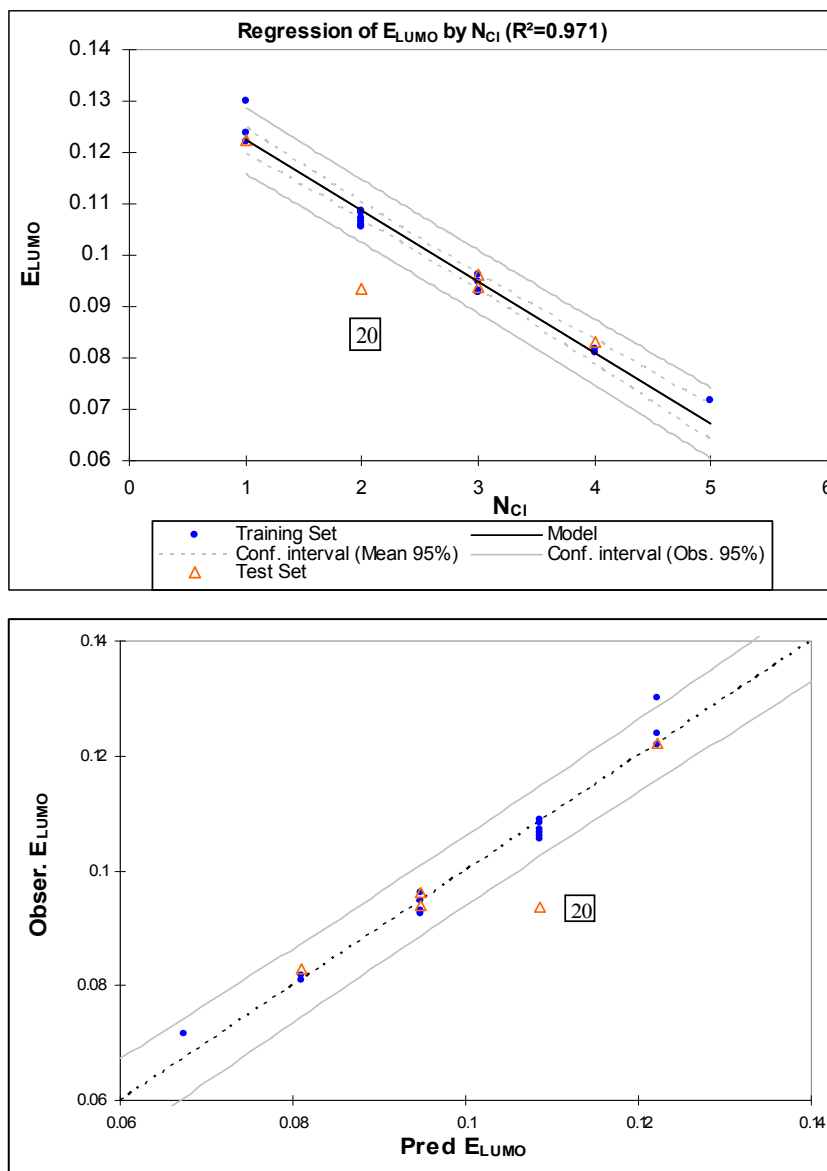 Regression of ELUMO by NCl (R²=0.971)
0.14
0.13
0.12
0.11
0.1
0.09
0.08
0.07
0.06
ELUMO
20
0 1 2 3 4 5 6
NCl
Training Set Model
Conf. interval (Mean 95%) Conf. interval (Obs. 95%)
Test Set
0.14
0.12
0.1
0.08
0.06
Obser. ELUMO
20
0.06 0.08 0.1 0.12 0.14
Pred ELUMO